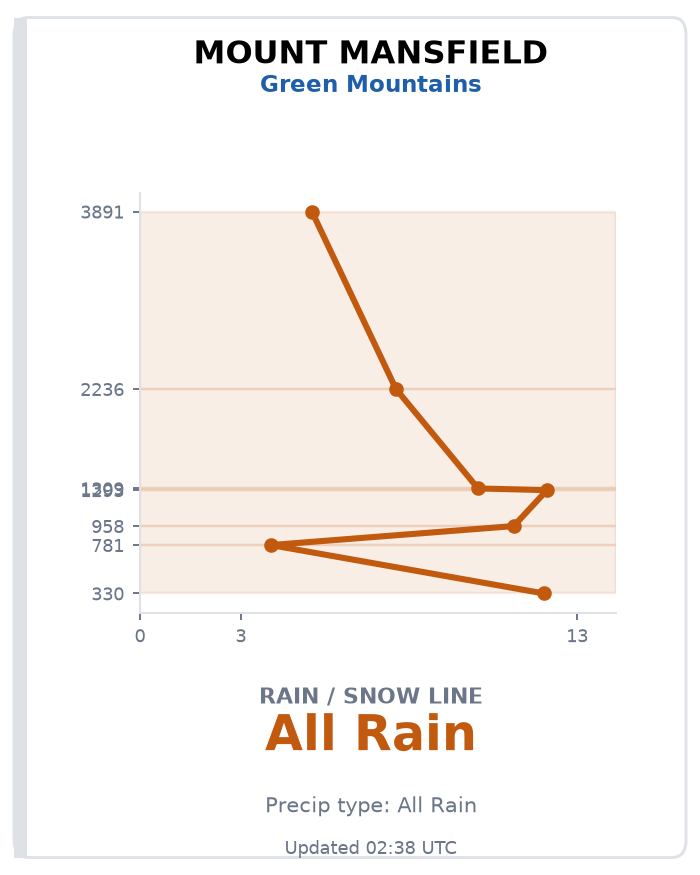 MOUNT MANSFIELD
Green Mountains
3891
2236
958
781
330
0 3 13
RAIN / SNOW LINE
All Rain
Precip type: All Rain
Updated 02:38 UTC